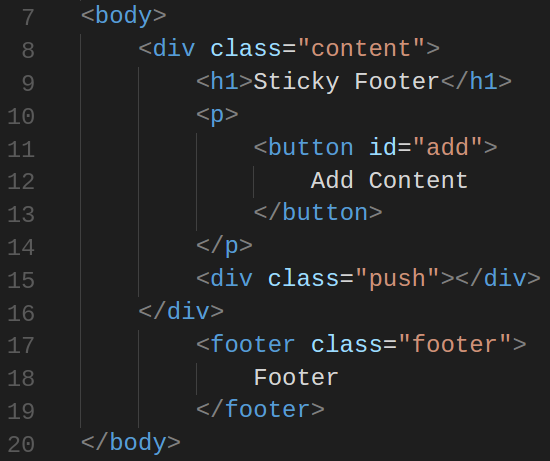 7 <body>
8 <div class="content">
9 <h1>Sticky Footer</h1>
10 <p>
11 <button id="add">
12 Add Content
13 </button>
14 </p>
15 <div class="push"></div>
16 </div>
17 <footer class="footer">
18 Footer
19 </footer>
20 </body>